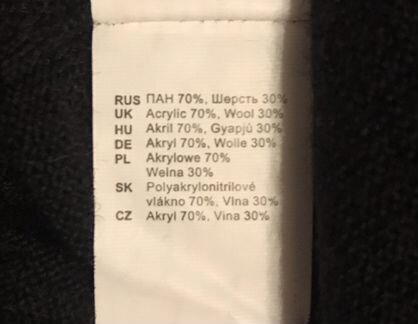 RUS ПАН 70%, Шерсть 30%
UK Acrylic 70%, Wool 30%
HU Akril 70%, Gyapjú 30%
DE Akryl 70%, Wolle 30%
PL Akrylowe 70%
Wełna 30%
SK Polyakrylonitrilové
vlákno 70%, Vlna 30%
CZ Akryl 70%, Vina 30%